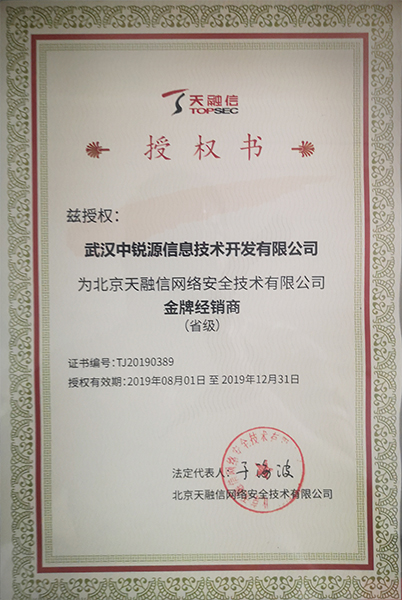 天融信
TOPSEC
授权书
兹授权：
武汉中锐源信息技术开发有限公司
为北京天融信网络安全技术有限公司
金牌经销商
（省级）
证书编号：TJ20190389
授权有效期：2019年08月01日 至 2019年12月31日
法定代表人：于海波
北京天融信网络安全技术有限公司